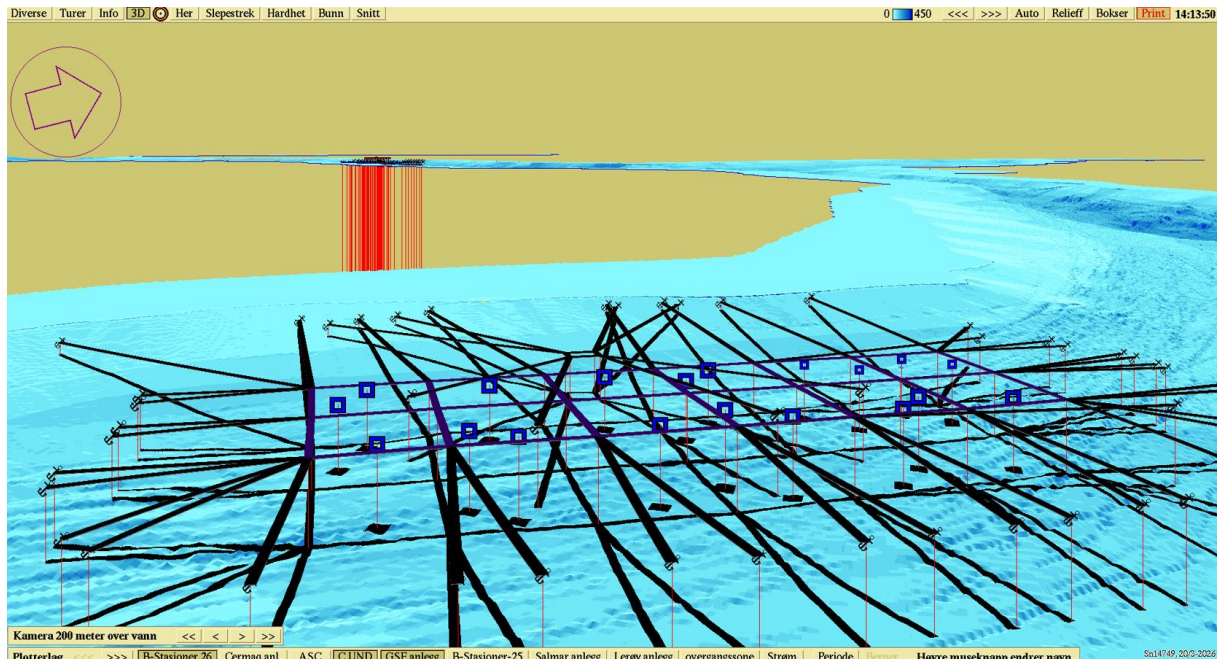 Diverse Turer Info 3D Her Slepestrek Hardhet Bunn Snitt 0 450 <<< >>> Auto Relieff Bokser Print 14:13:50
Kamera 200 meter over vann << < > >>
Plotterlag <<< >>> B-Stasjoner 26 Cermaq anl ASC C UND GSF anlegg B-Stasjoner-25 Salmar anlegg Lerøy anlegg overgangssone Strøm Periode Høyre museknapp endrer navn Sn14749, 20/3-2026